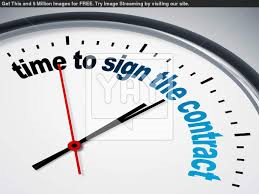 Get This and 5 Million Images for FREE. Try Image Streaming by visiting our site.
time to sign the contract
YHT